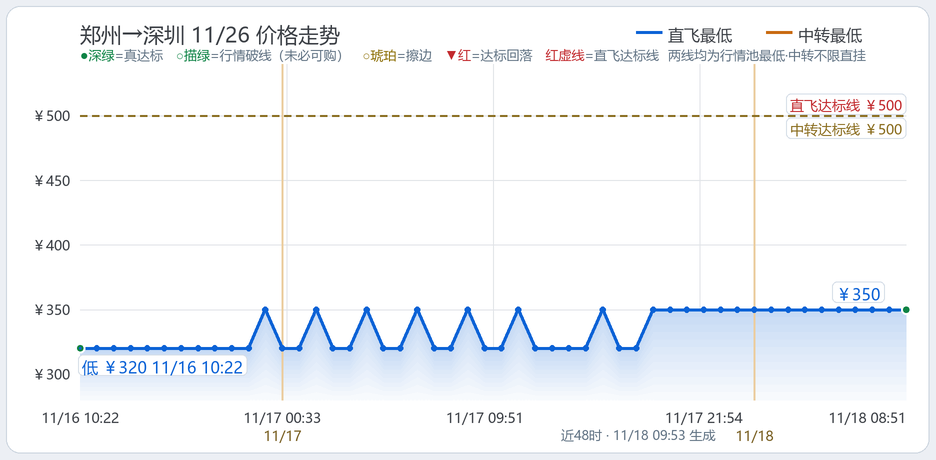 郑州→深圳 11/26 价格走势
直飞最低 中转最低
●深绿=真达标 ○描绿=行情破线（未必可购） ○琥珀=擦边 ▼红=达标回落 红虚线=直飞达标线 两线均为行情池最低·中转不限直挂
¥500
直飞达标线 ¥500
中转达标线 ¥500
¥450
¥400
¥350
¥350
¥300
低 ¥320 11/16 10:22
11/16 10:22 11/17 00:33 11/17 09:51 11/17 21:54 11/18 08:51
11/17 近48时 · 11/18 09:53 生成 11/18